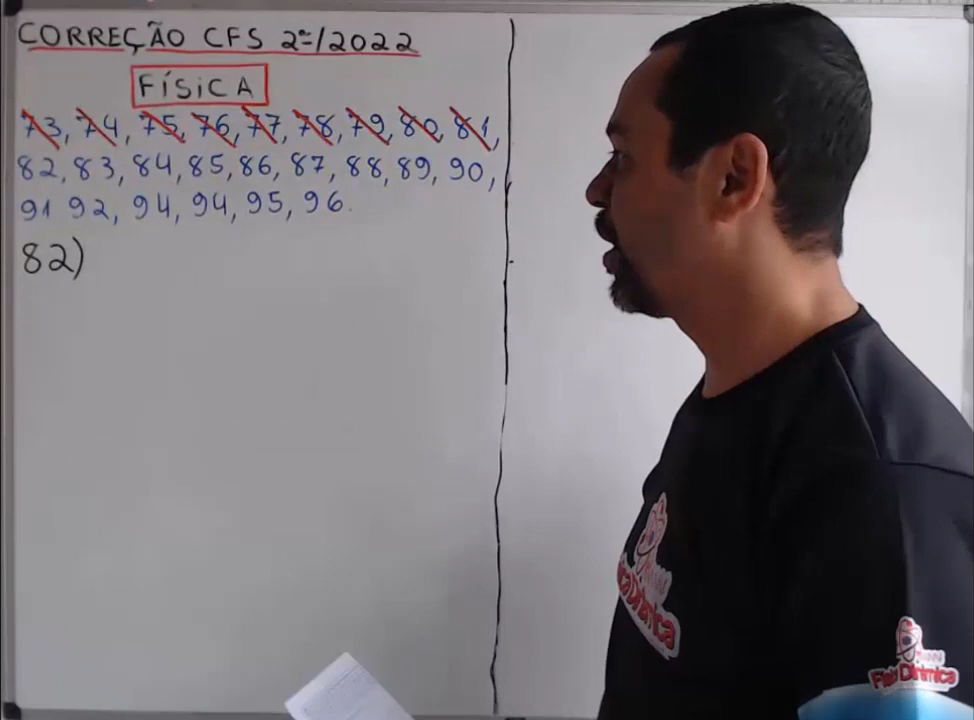 CORREÇÃO CFS 2º/2022
FÍSICA
73, 74, 75, 76, 77, 78, 79, 80, 81,
82, 83, 84, 85, 86, 87, 88, 89, 90,
91 92, 94, 94, 95, 96.
82)